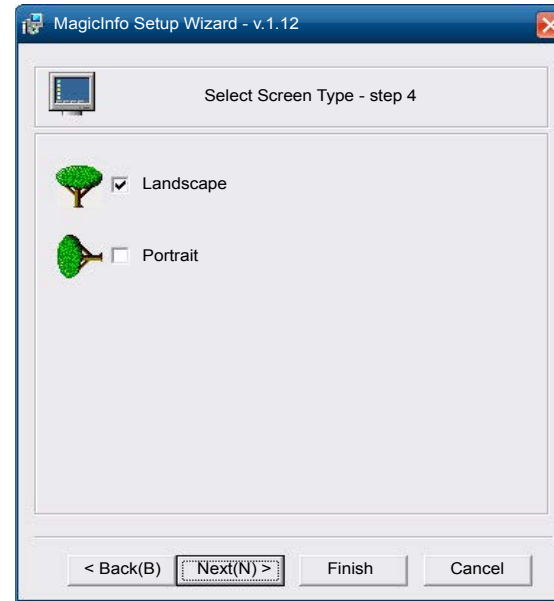 MagicInfo Setup Wizard - v.1.12
Select Screen Type - step 4
Landscape
Portrait
< Back(B) Next(N) > Finish Cancel